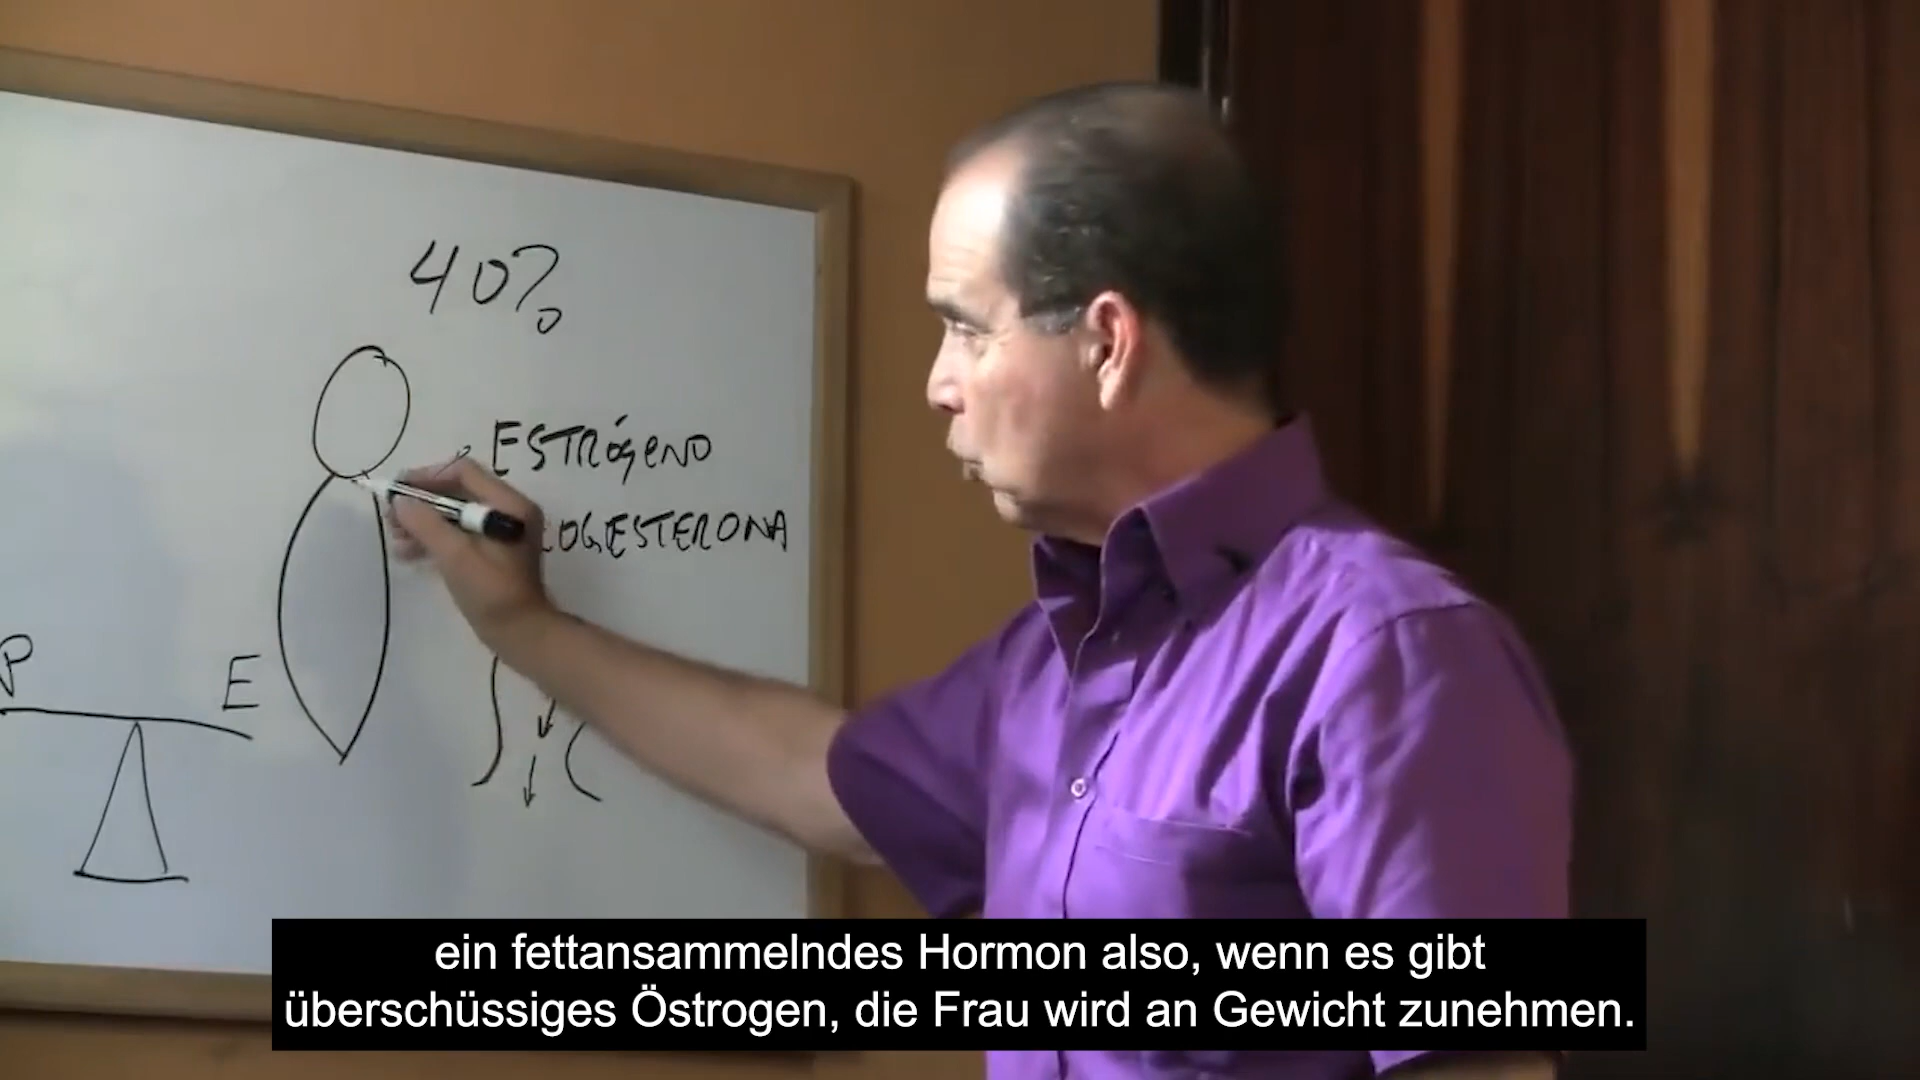 40%
ESTRÓGENO
OGESTERONA
P
E
ein fettansammelndes Hormon also, wenn es gibt
überschüssiges Östrogen, die Frau wird an Gewicht zunehmen.